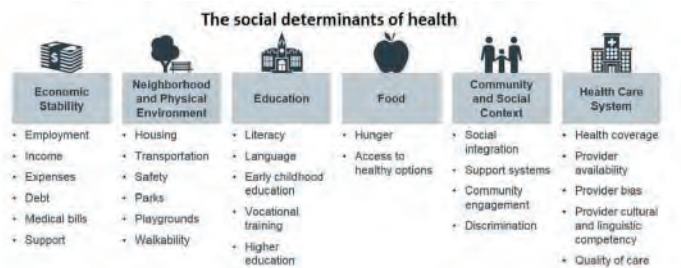 The social determinants of health
Economic
Stability
• Employment
• Income
• Expenses
• Debt
• Medical bills
• Support
Neighborhood
and Physical
Environment
• Housing
• Transportation
• Safety
• Parks
• Playgrounds
• Walkability
Education
• Literacy
• Language
• Early childhood
education
• Vocational
training
• Higher
education
Food
• Hunger
• Access to
healthy options
Community
and Social
Context
• Social
integration
• Support systems
• Community
engagement
• Discrimination
Health Care
System
• Health coverage
• Provider
availability
• Provider bias
• Provider cultural
and linguistic
competency
• Quality of care